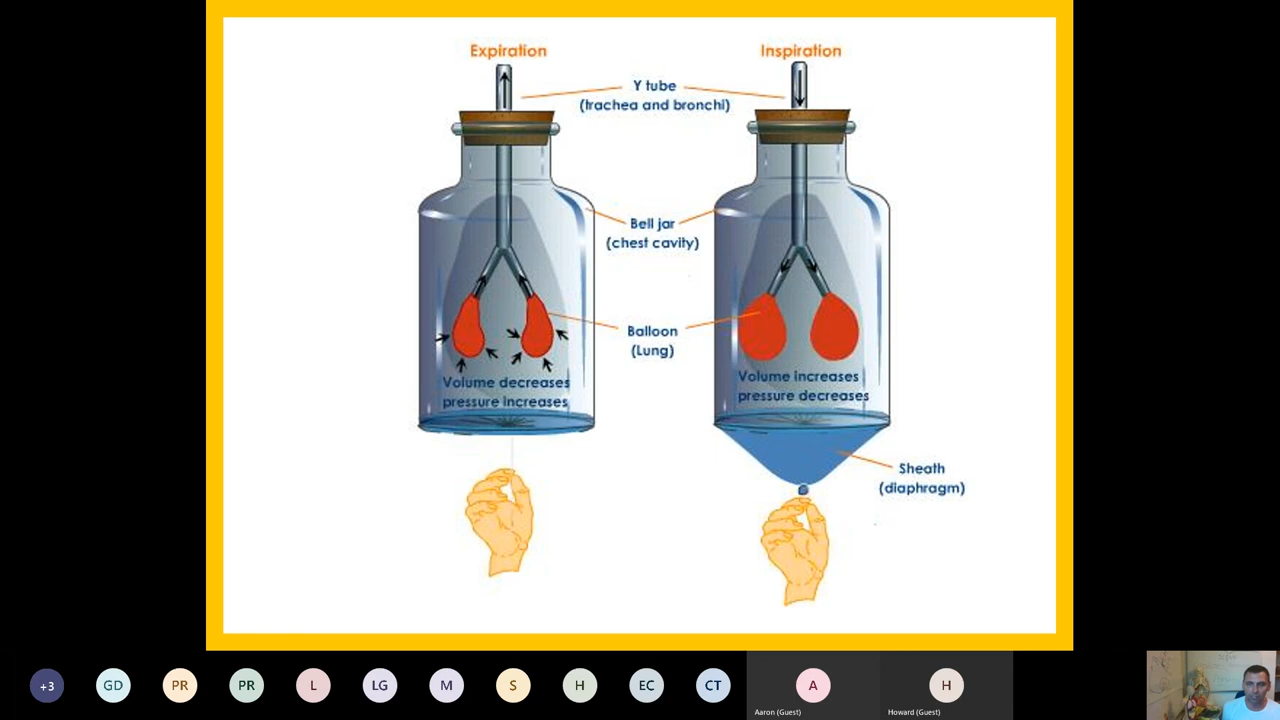 Expiration
Inspiration
Y tube
(trachea and bronchi)
Bell jar
(chest cavity)
Balloon
(Lung)
Volume decreases
pressure increases
Volume increases
pressure decreases
Sheath
(diaphragm)
+3
GD
PR
PR
L
LG
M
S
H
EC
CT
A
H
Aaron (Guest)
Howard (Guest)